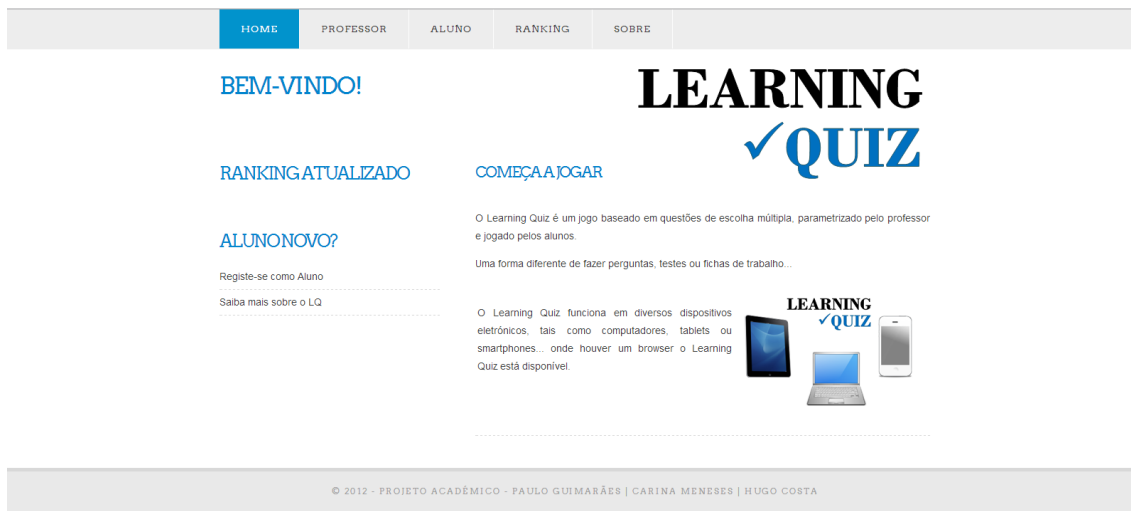 HOME PROFESSOR ALUNO RANKING SOBRE
BEM-VINDO!
LEARNING
✓QUIZ
RANKING ATUALIZADO
ALUNO NOVO?
Registe-se como Aluno
Saiba mais sobre o LQ
COMEÇA A JOGAR
O Learning Quiz é um jogo baseado em questões de escolha múltipla, parametrizado pelo professor
e jogado pelos alunos.
Uma forma diferente de fazer perguntas, testes ou fichas de trabalho...
O Learning Quiz funciona em diversos dispositivos
eletrónicos, tais como computadores, tablets ou
smartphones... onde houver um browser o Learning
Quiz está disponível.
LEARNING
✓QUIZ
© 2012 - PROJETO ACADÉMICO - PAULO GUIMARÃES | CARINA MENESES | HUGO COSTA